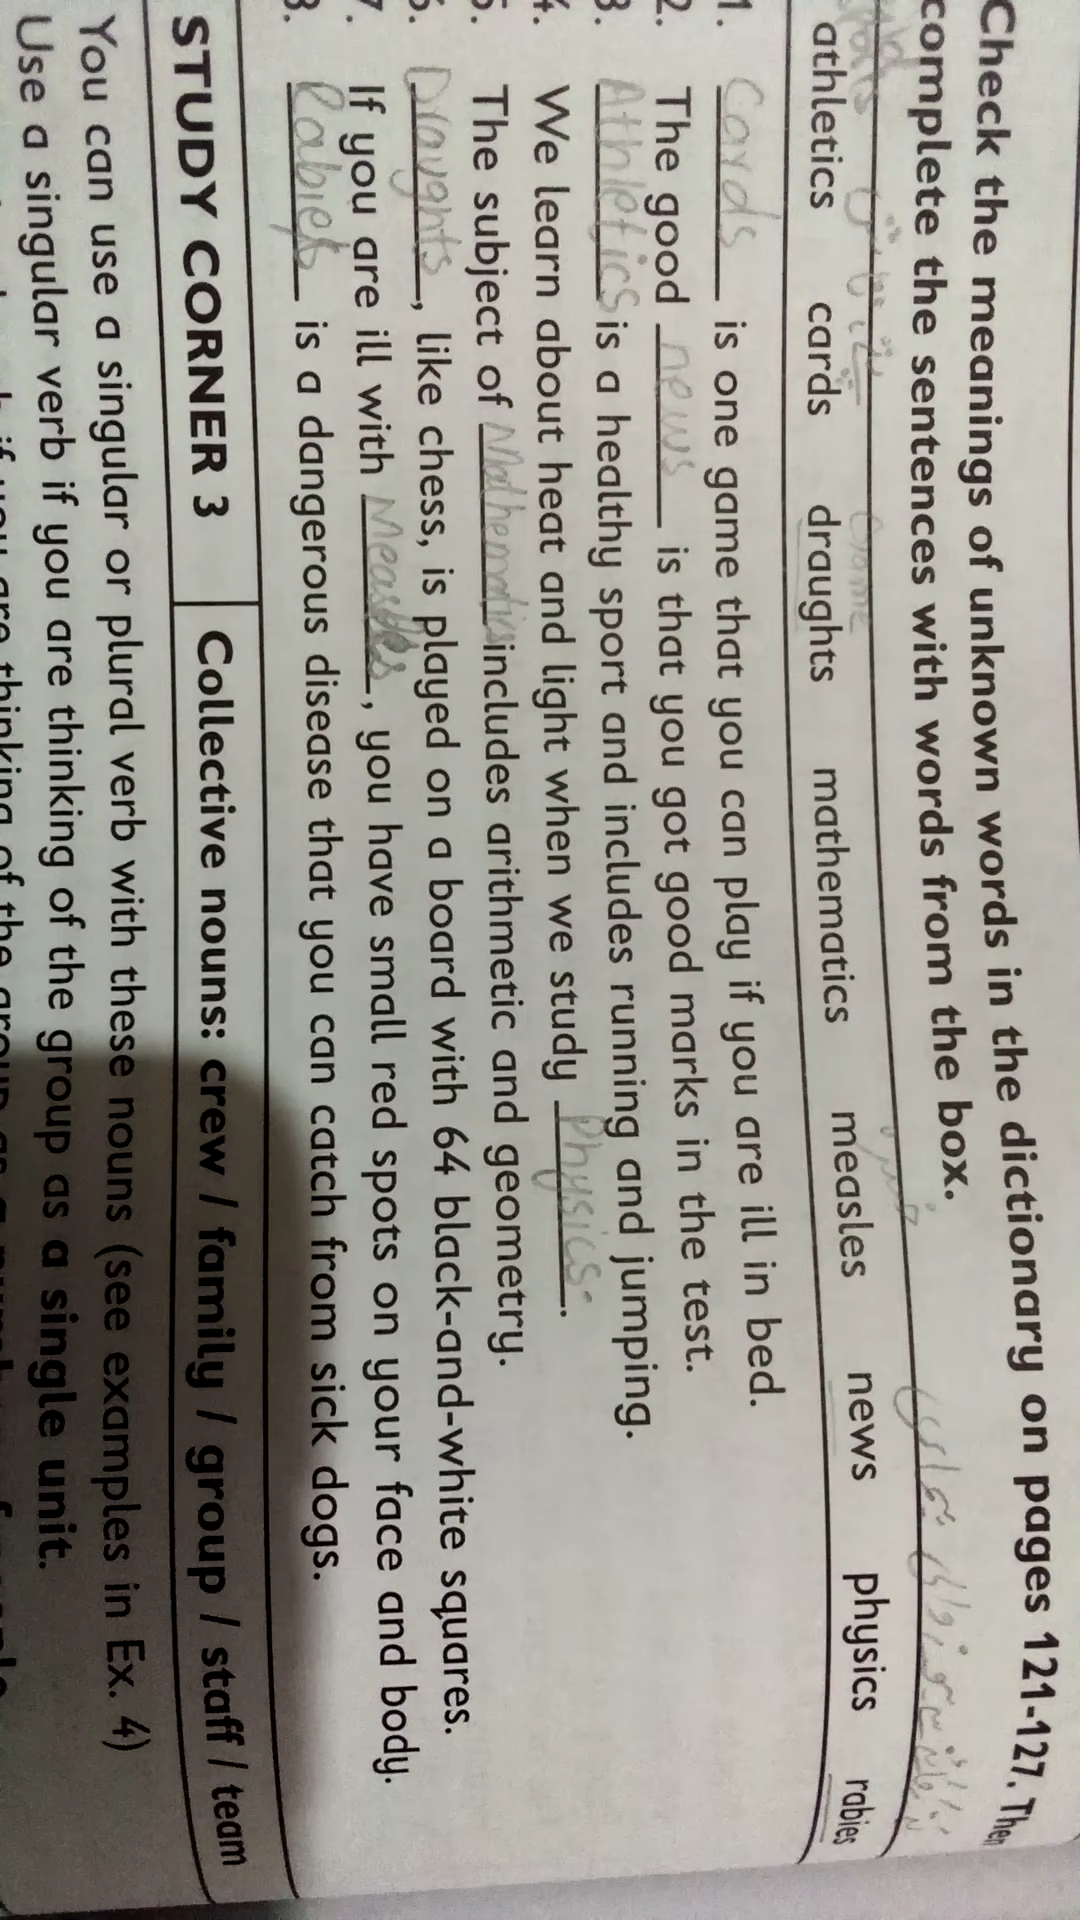 Check the meanings of unknown words in the dictionary on pages 121-127. Then
complete the sentences with words from the box.
athletics cards draughts mathematics measles news physics rabies
1. Cards is one game that you can play if you are ill in bed.
2. The good news is that you got good marks in the test.
3. Athletics is a healthy sport and includes running and jumping.
4. We learn about heat and light when we study Physics.
5. The subject of Mathematics includes arithmetic and geometry.
6. Draughts, like chess, is played on a board with 64 black-and-white squares.
7. If you are ill with Measles, you have small red spots on your face and body.
8. Rabies is a dangerous disease that you can catch from sick dogs.
STUDY CORNER 3 Collective nouns: crew / family / group / staff / team
You can use a singular or plural verb with these nouns (see examples in Ex. 4)
Use a singular verb if you are thinking of the group as a single unit.
if you are thinking of the group as a